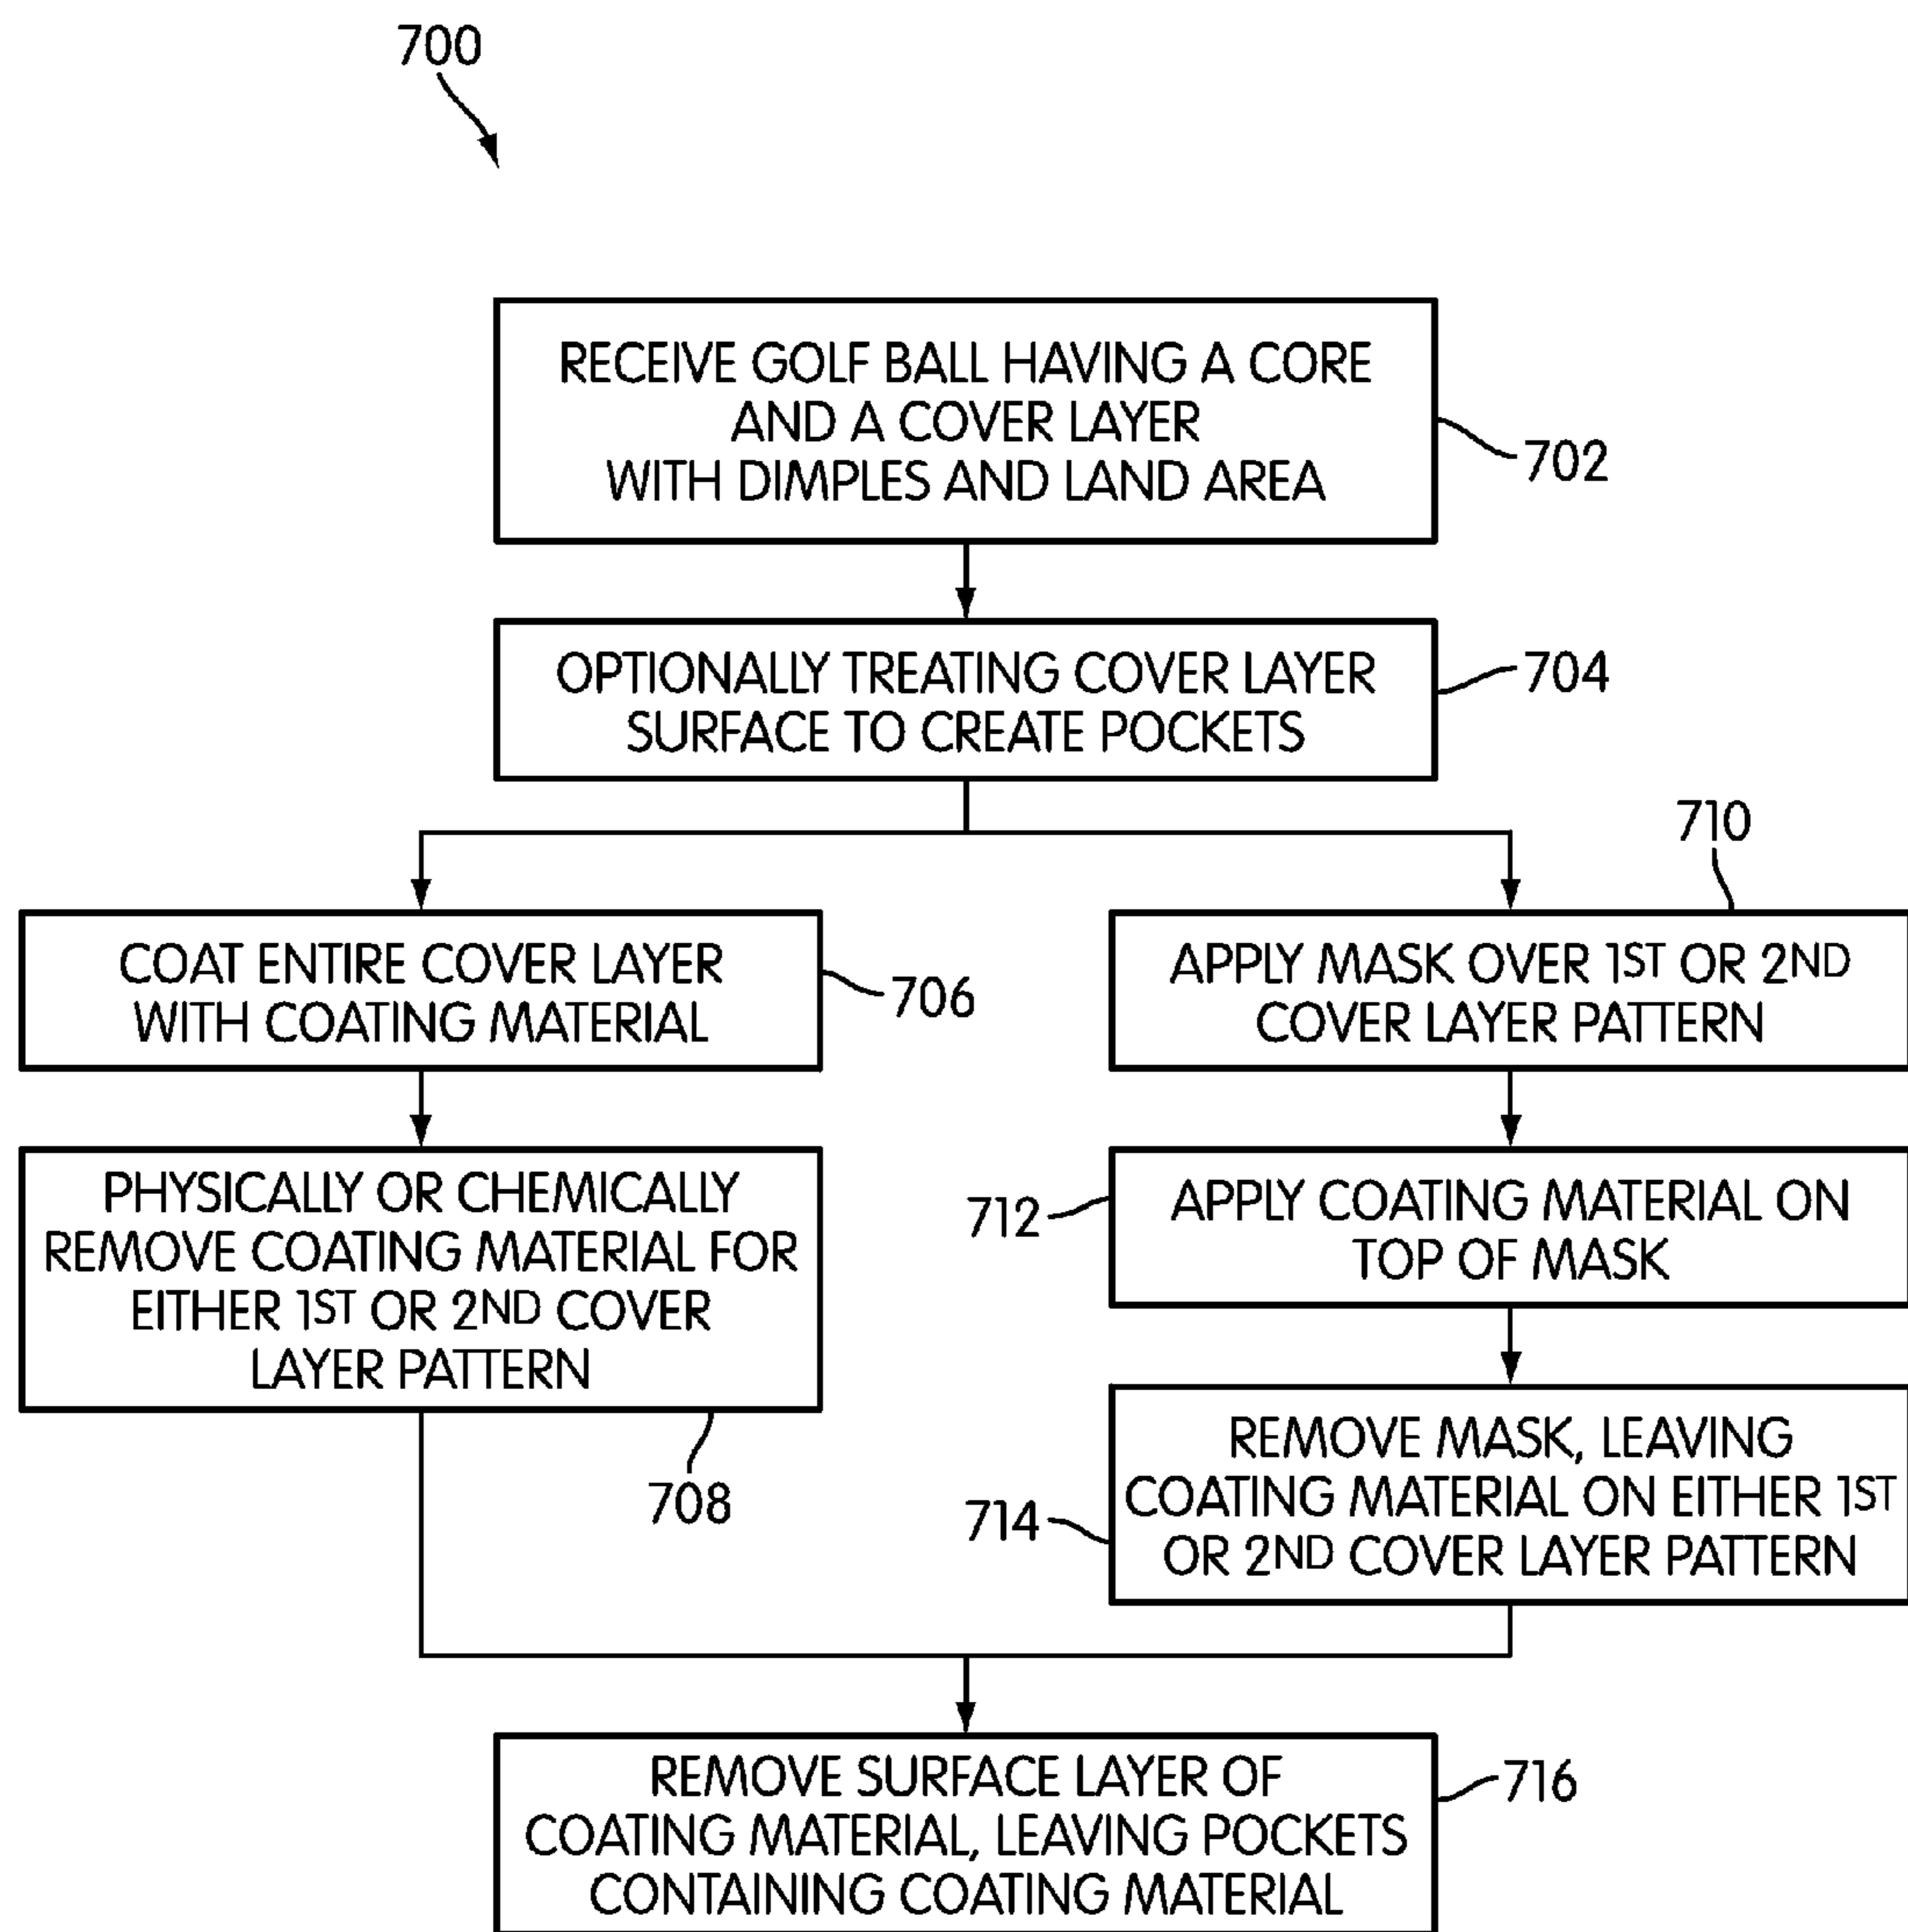 700
RECEIVE GOLF BALL HAVING A CORE
AND A COVER LAYER
WITH DIMPLES AND LAND AREA
702
OPTIONALLY TREATING COVER LAYER
SURFACE TO CREATE POCKETS
704
COAT ENTIRE COVER LAYER
WITH COATING MATERIAL
706
PHYSICALLY OR CHEMICALLY
REMOVE COATING MATERIAL FOR
EITHER 1ST OR 2ND COVER
LAYER PATTERN
708
710
APPLY MASK OVER 1ST OR 2ND
COVER LAYER PATTERN
712
APPLY COATING MATERIAL ON
TOP OF MASK
714
REMOVE MASK, LEAVING
COATING MATERIAL ON EITHER 1ST
OR 2ND COVER LAYER PATTERN
REMOVE SURFACE LAYER OF
COATING MATERIAL, LEAVING POCKETS
CONTAINING COATING MATERIAL
716